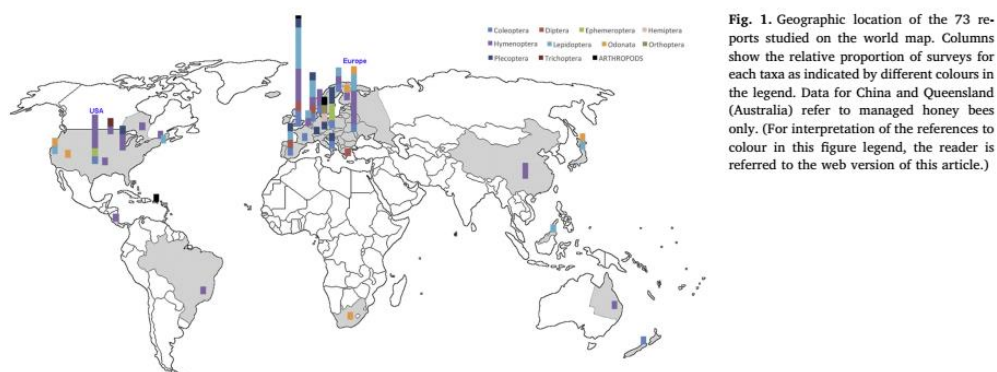 Coleoptera Diptera Ephemeroptera Hemiptera
Hymenoptera Lepidoptera Odonata Orthoptera
Plecoptera Trichoptera ARTHROPODS
Europe
USA
Fig. 1. Geographic location of the 73 re-
ports studied on the world map. Columns
show the relative proportion of surveys for
each taxa as indicated by different colours in
the legend. Data for China and Queensland
(Australia) refer to managed honey bees
only. (For interpretation of the references to
colour in this figure legend, the reader is
referred to the web version of this article.)